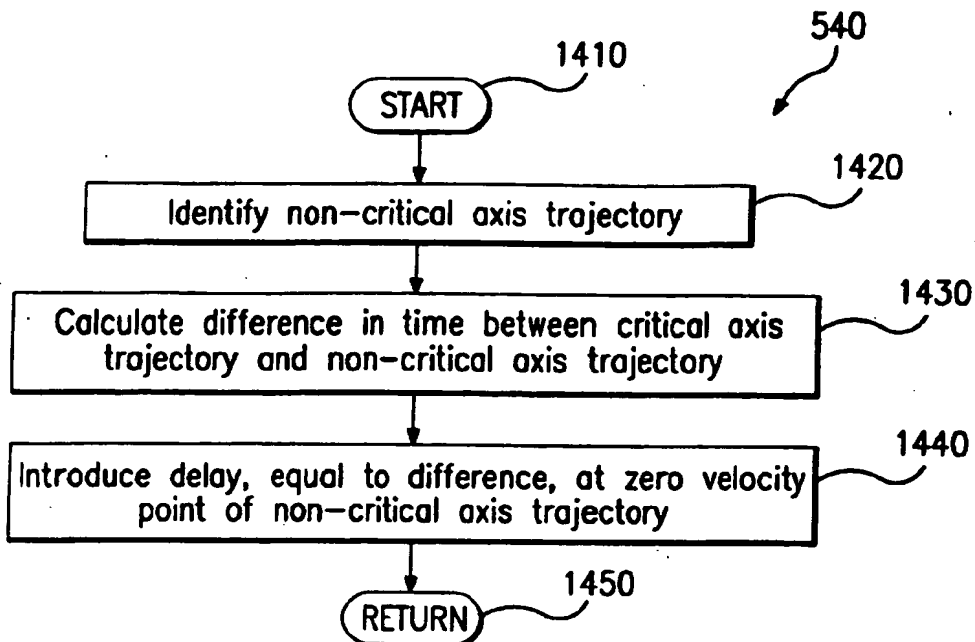 540
1410
START
1420
Identify non-critical axis trajectory
1430
Calculate difference in time between critical axis
trajectory and non-critical axis trajectory
1440
Introduce delay, equal to difference, at zero velocity
point of non-critical axis trajectory
1450
RETURN